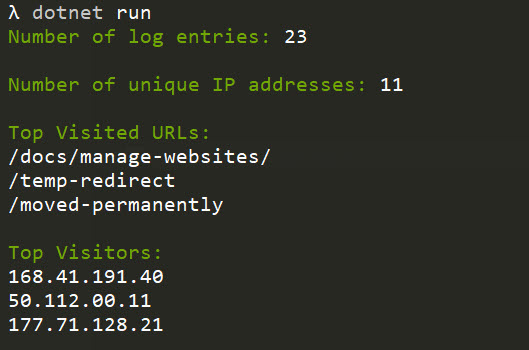 λ dotnet run
Number of log entries: 23
Number of unique IP addresses: 11
Top Visited URLs:
/docs/manage-websites/
/temp-redirect
/moved-permanently
Top Visitors:
168.41.191.40
50.112.00.11
177.71.128.21